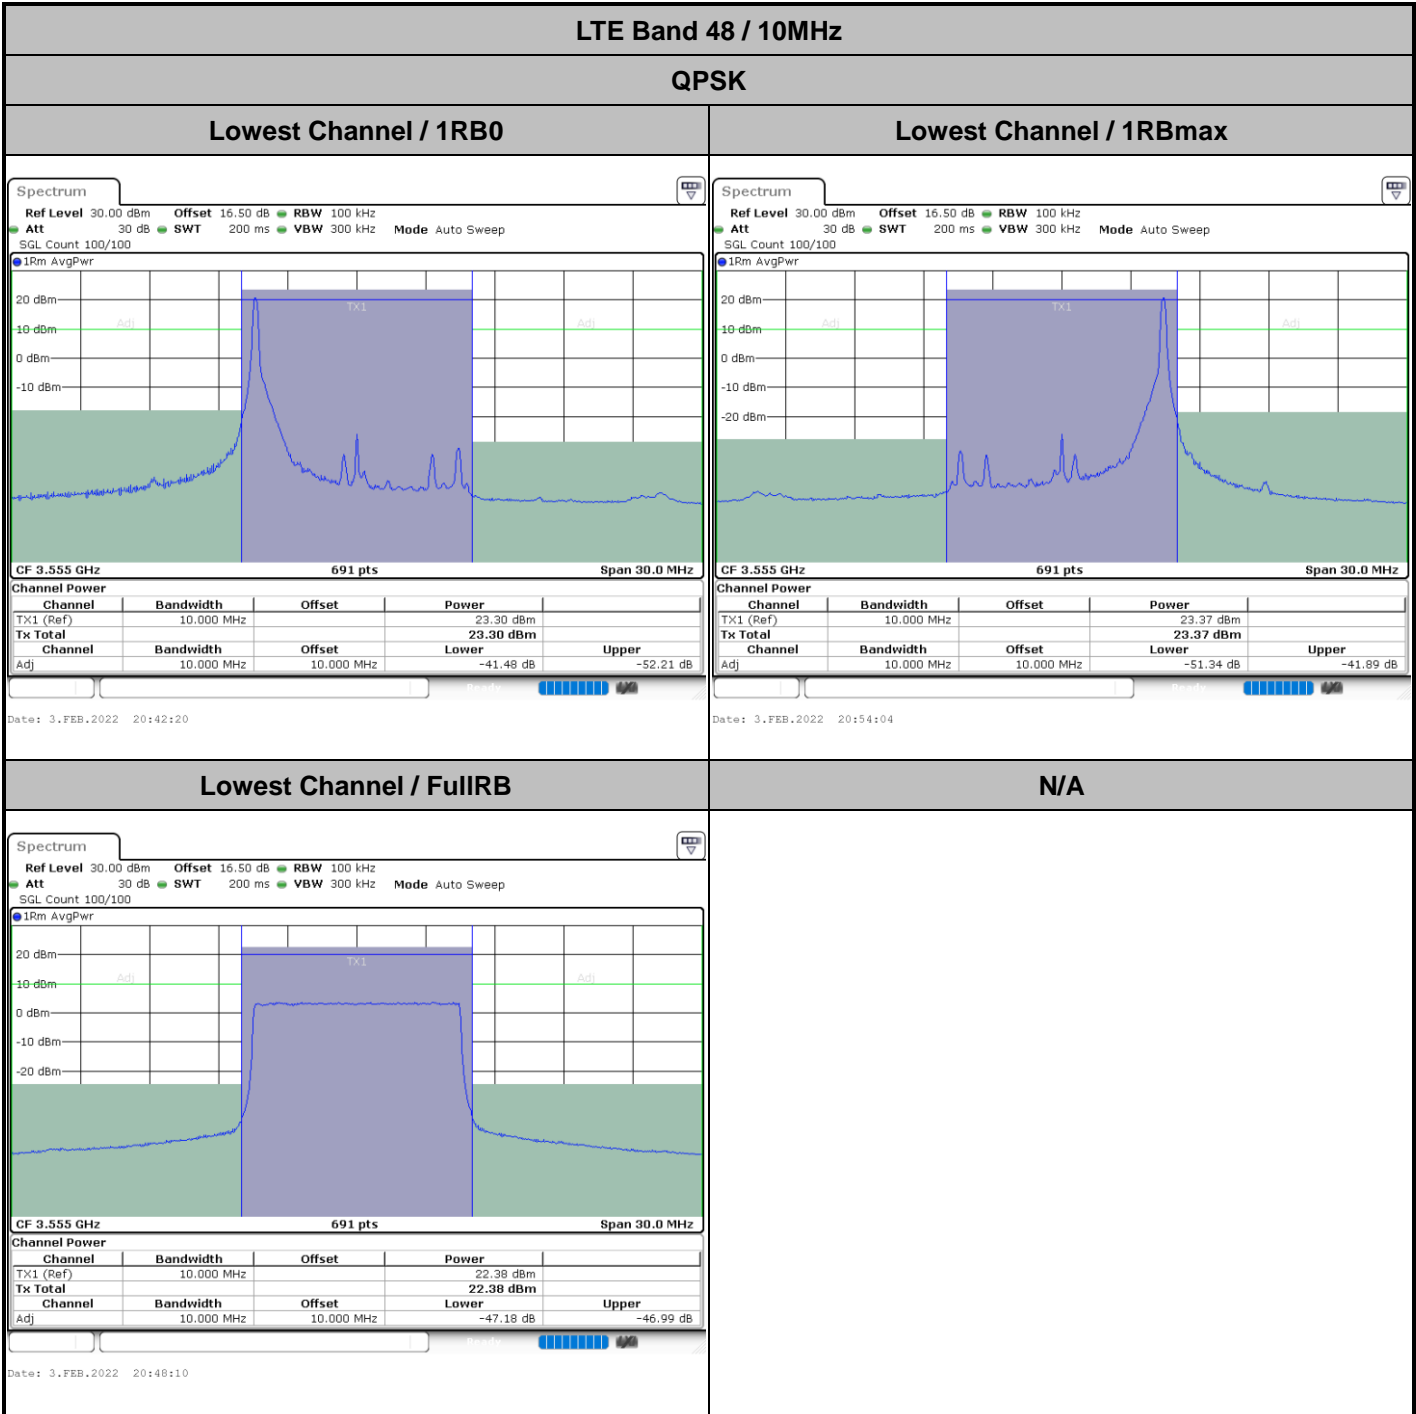 LTE Band 48 / 10MHz
QPSK
Lowest Channel / 1RB0
Lowest Channel / 1RBmax
Spectrum
Ref Level 30.00 dBm Offset 16.50 dB RBW 100 kHz
Att 30 dB SWT 200 ms VBW 300 kHz Mode Auto Sweep
SGL Count 100/100
1Rm AvgPwr
20 dBm
10 dBm
0 dBm
-10 dBm
Adj
TX1
Adj
CF 3.555 GHz 691 pts Span 30.0 MHz
Channel Power
Channel Bandwidth Offset Power
TX1 (Ref) 10.000 MHz 23.30 dBm
Tx Total 23.30 dBm
Channel Bandwidth Offset Lower Upper
Adj 10.000 MHz 10.000 MHz -41.48 dB -52.21 dB
Ready
Date: 3.FEB.2022 20:42:20
Spectrum
Ref Level 30.00 dBm Offset 16.50 dB RBW 100 kHz
Att 30 dB SWT 200 ms VBW 300 kHz Mode Auto Sweep
SGL Count 100/100
1Rm AvgPwr
20 dBm
10 dBm
0 dBm
-10 dBm
-20 dBm
Adj
TX1
Adj
CF 3.555 GHz 691 pts Span 30.0 MHz
Channel Power
Channel Bandwidth Offset Power
TX1 (Ref) 10.000 MHz 23.37 dBm
Tx Total 23.37 dBm
Channel Bandwidth Offset Lower Upper
Adj 10.000 MHz 10.000 MHz -51.34 dB -41.89 dB
Ready
Date: 3.FEB.2022 20:54:04
Lowest Channel / FullRB
N/A
Spectrum
Ref Level 30.00 dBm Offset 16.50 dB RBW 100 kHz
Att 30 dB SWT 200 ms VBW 300 kHz Mode Auto Sweep
SGL Count 100/100
1Rm AvgPwr
20 dBm
10 dBm
0 dBm
-10 dBm
-20 dBm
Adj
TX1
Adj
CF 3.555 GHz 691 pts Span 30.0 MHz
Channel Power
Channel Bandwidth Offset Power
TX1 (Ref) 10.000 MHz 22.38 dBm
Tx Total 22.38 dBm
Channel Bandwidth Offset Lower Upper
Adj 10.000 MHz 10.000 MHz -47.18 dB -46.99 dB
Ready
Date: 3.FEB.2022 20:48:10